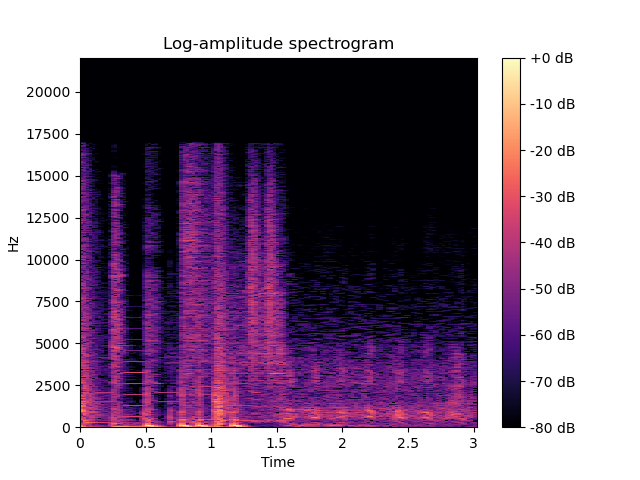 Log-amplitude spectrogram
Hz
20000
17500
15000
12500
10000
7500
5000
2500
0
0 0.5 1 1.5 2 2.5 3
Time
+0 dB
-10 dB
-20 dB
-30 dB
-40 dB
-50 dB
-60 dB
-70 dB
-80 dB